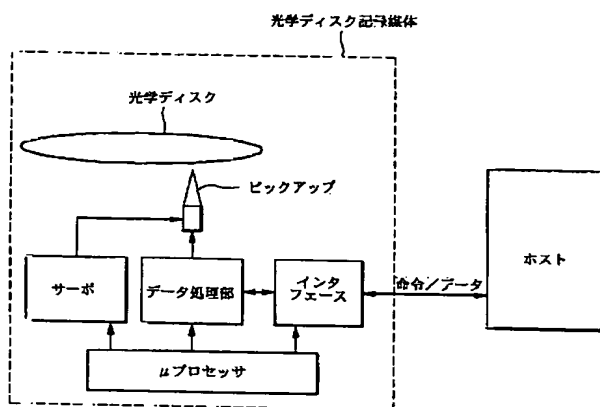 光学ディスク記録媒体
光学ディスク
ピックアップ
サーボ
データ処理部
インタ
フェース
命令/データ
ホスト
μプロセッサ